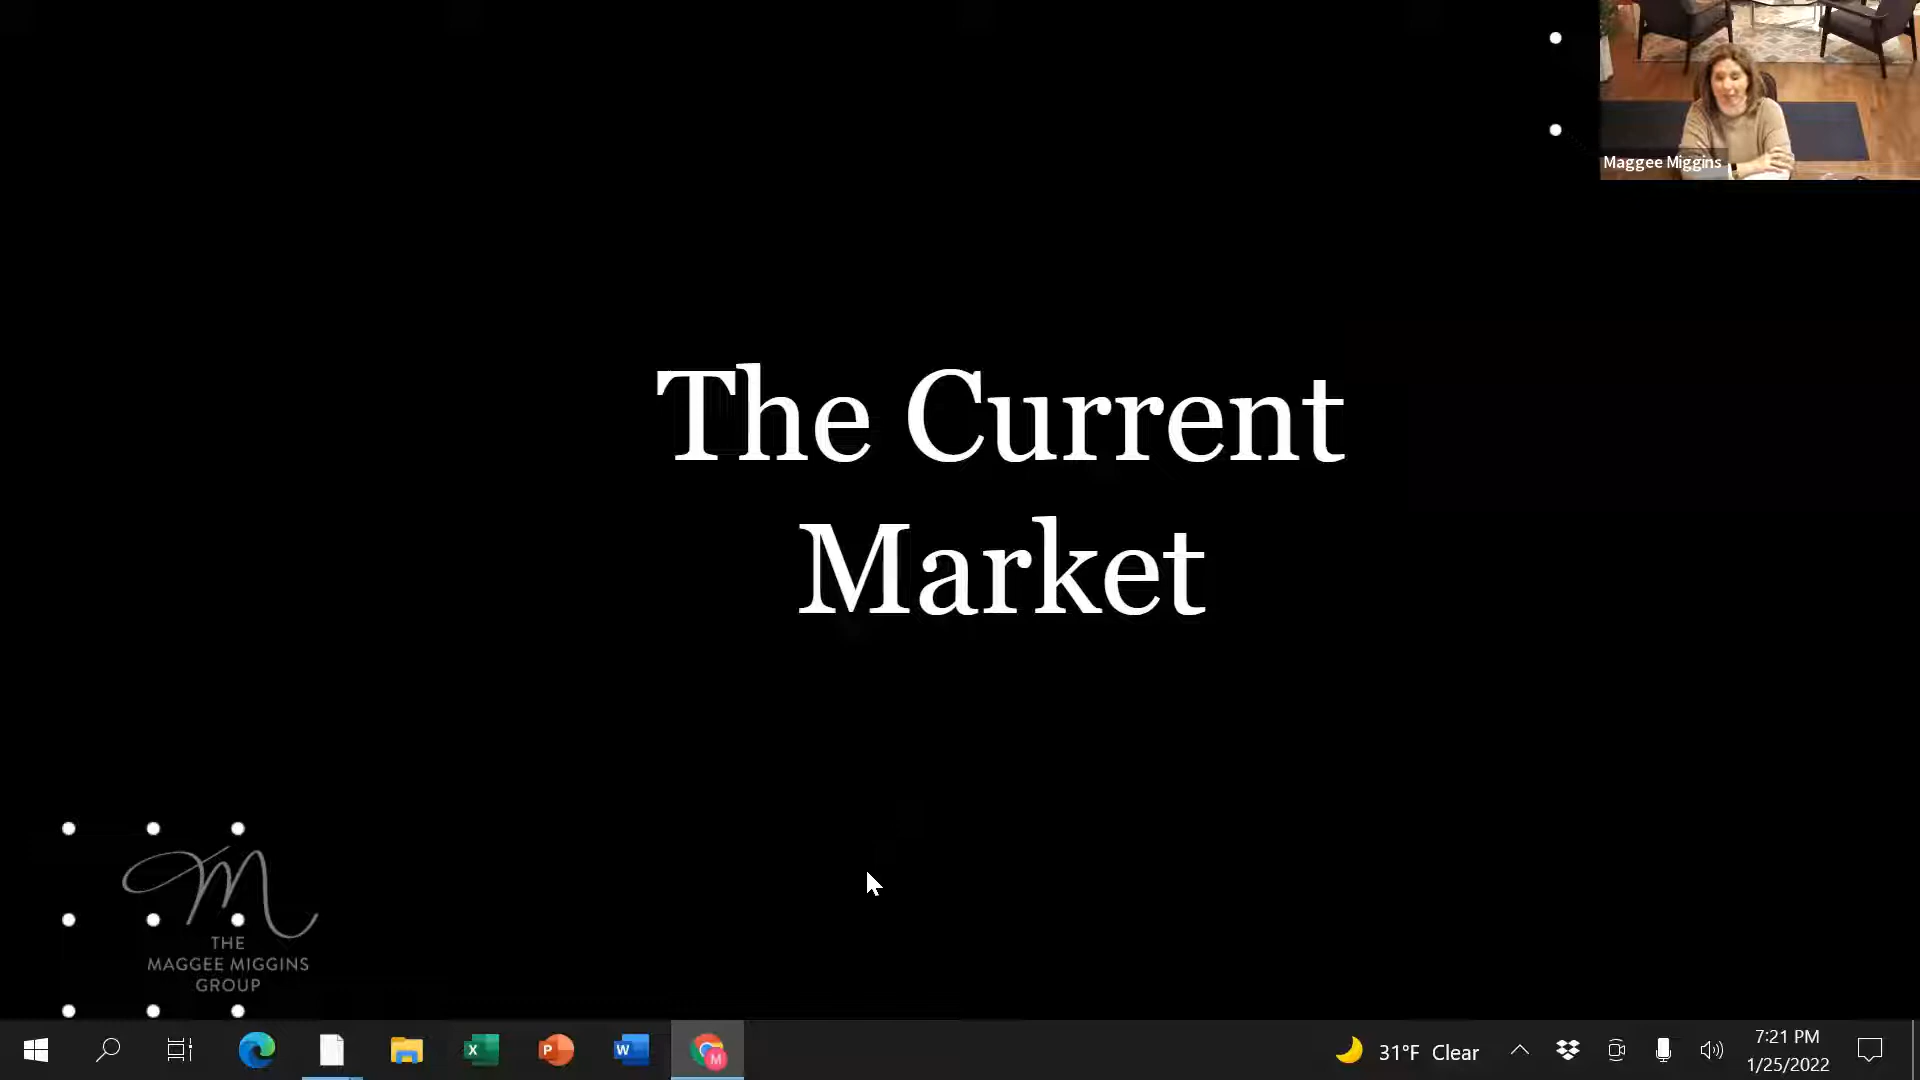 Maggee Miggins
The Current
Market
THE
MAGGEE MIGGINS
GROUP
31°F Clear
7:21 PM
1/25/2022